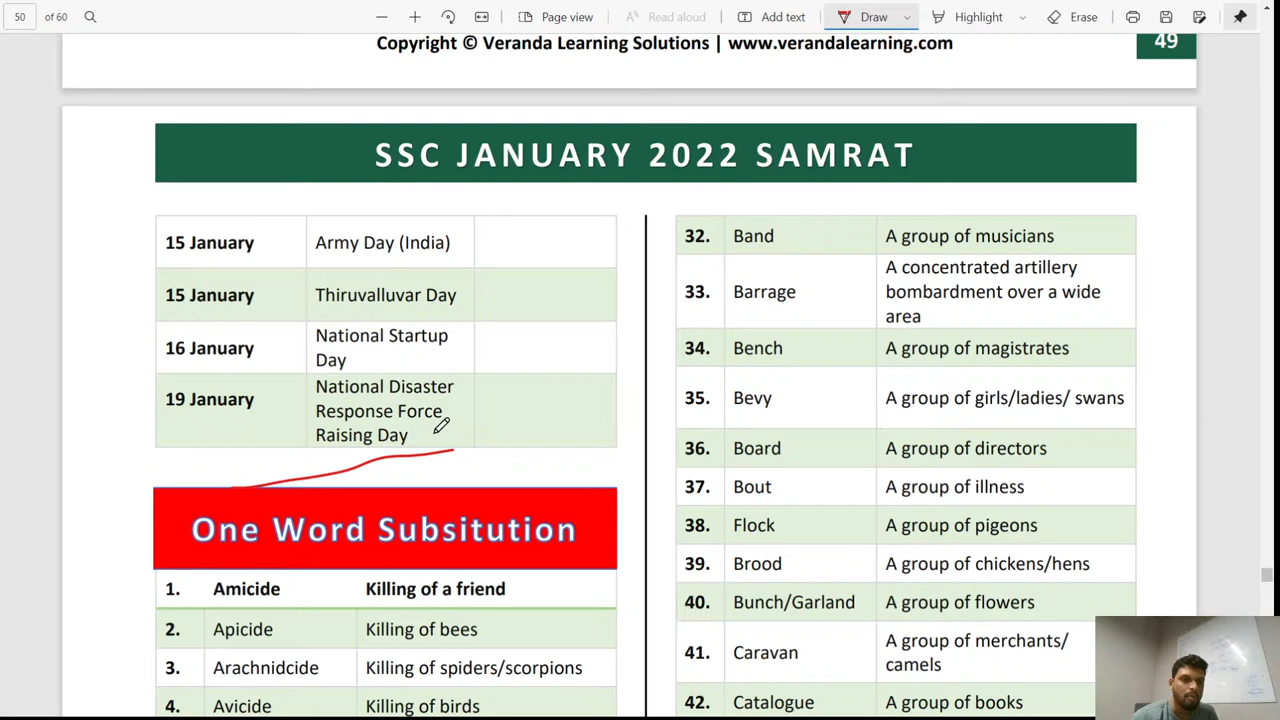 50 of 60
Page view
Read aloud
Add text
Draw
Highlight
Erase
Copyright © Veranda Learning Solutions | www.verandalearning.com
49
SSC JANUARY 2022 SAMRAT
15 January Army Day (India)
15 January Thiruvalluvar Day
16 January National Startup
Day
19 January National Disaster
Response Force
Raising Day
One Word Subsitution
1. Amicide Killing of a friend
2. Apicide Killing of bees
3. Arachnidcide Killing of spiders/scorpions
4. Avicide Killing of birds
32. Band A group of musicians
33. Barrage A concentrated artillery
bombardment over a wide
area
34. Bench A group of magistrates
35. Bevy A group of girls/ladies/ swans
36. Board A group of directors
37. Bout A group of illness
38. Flock A group of pigeons
39. Brood A group of chickens/hens
40. Bunch/Garland A group of flowers
41. Caravan A group of merchants/
camels
42. Catalogue A group of books